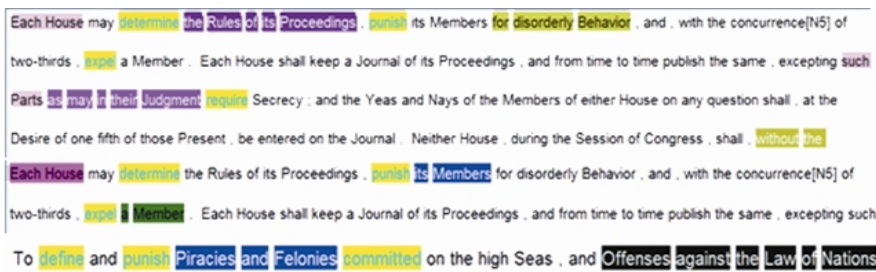 Each House may determine the Rules of its Proceedings , punish its Members for disorderly Behavior , and , with the concurrence[N5] of
two-thirds , expel a Member . Each House shall keep a Journal of its Proceedings , and from time to time publish the same , excepting such
Parts as may in their Judgment require Secrecy ; and the Yeas and Nays of the Members of either House on any question shall , at the
Desire of one fifth of those Present , be entered on the Journal . Neither House , during the Session of Congress , shall , without the
Each House may determine the Rules of its Proceedings , punish its Members for disorderly Behavior , and , with the concurrence[N5] of
two-thirds , expel a Member . Each House shall keep a Journal of its Proceedings , and from time to time publish the same , excepting such
To define and punish Piracies and Felonies committed on the high Seas , and Offenses against the Law of Nations